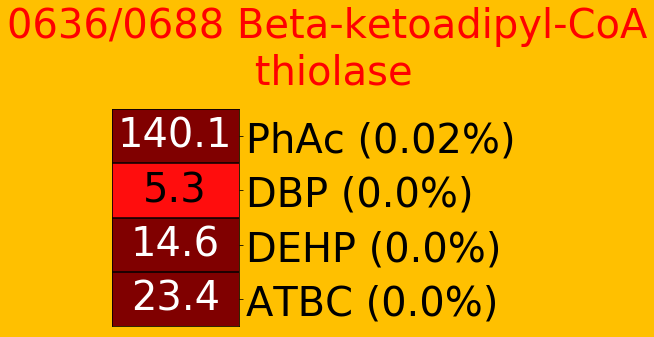 0636/0688 Beta-ketoadipyl-CoA
thiolase
140.1 PhAc (0.02%)
5.3 DBP (0.0%)
14.6 DEHP (0.0%)
23.4 ATBC (0.0%)